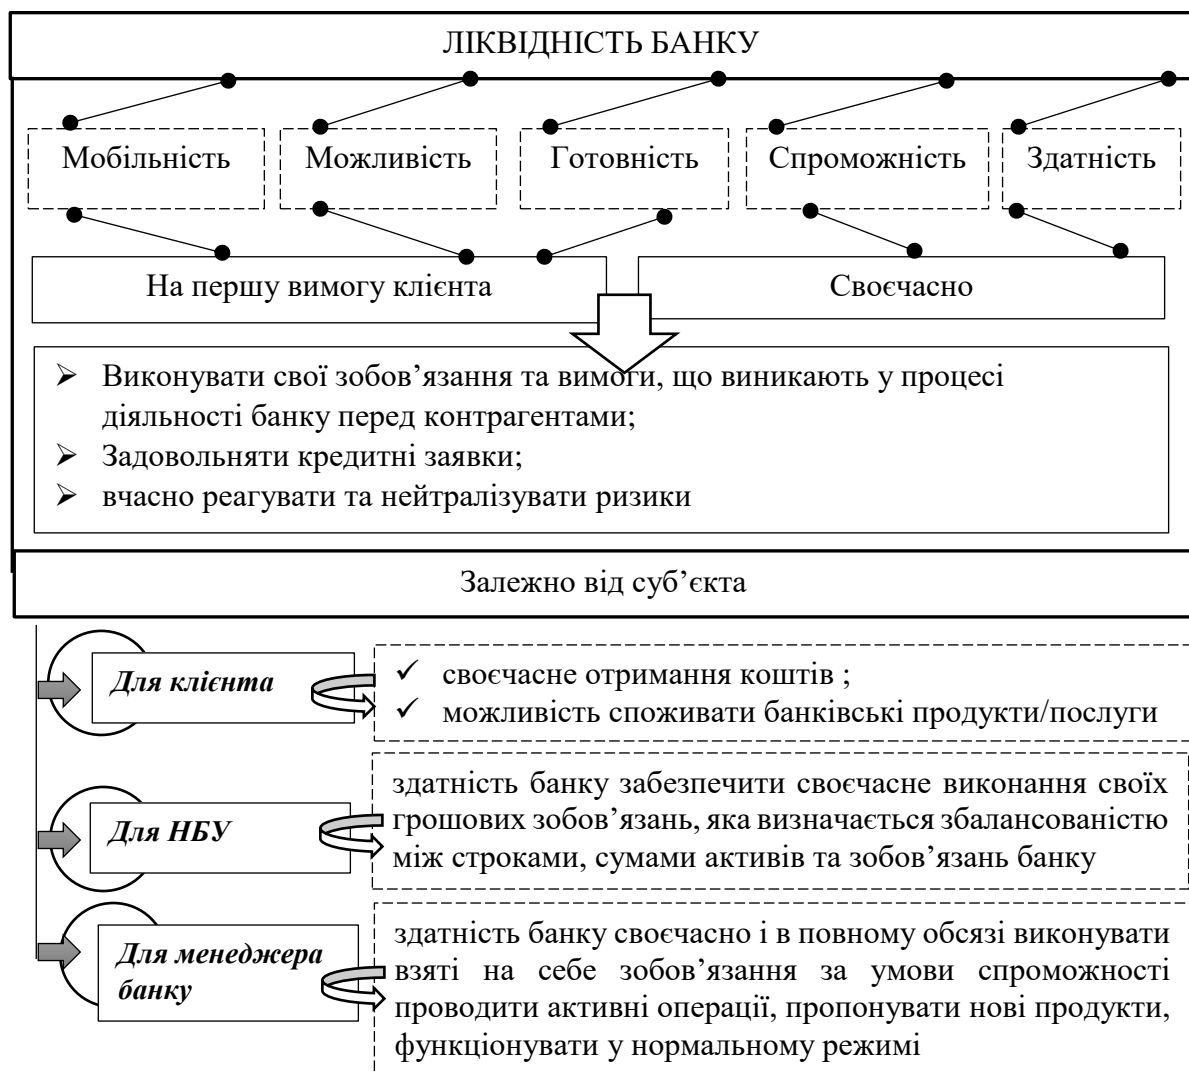 ЛІКВІДНІСТЬ БАНКУ
Мобільність
Можливість
Готовність
Спроможність
Здатність
На першу вимогу клієнта
Своєчасно
Виконувати свої зобов’язання та вимоги, що виникають у процесі
діяльності банку перед контрагентами;
Задовольняти кредитні заявки;
вчасно реагувати та нейтралізувати ризики
Залежно від суб’єкта
Для клієнта
своєчасне отримання коштів ;
можливість споживати банківські продукти/послуги
Для НБУ
здатність банку забезпечити своєчасне виконання своїх
грошових зобов’язань, яка визначається збалансованістю
між строками, сумами активів та зобов’язань банку
Для менеджера
банку
здатність банку своєчасно і в повному обсязі виконувати
взяті на себе зобов’язання за умови спроможності
проводити активні операції, пропонувати нові продукти,
функціонувати у нормальному режимі